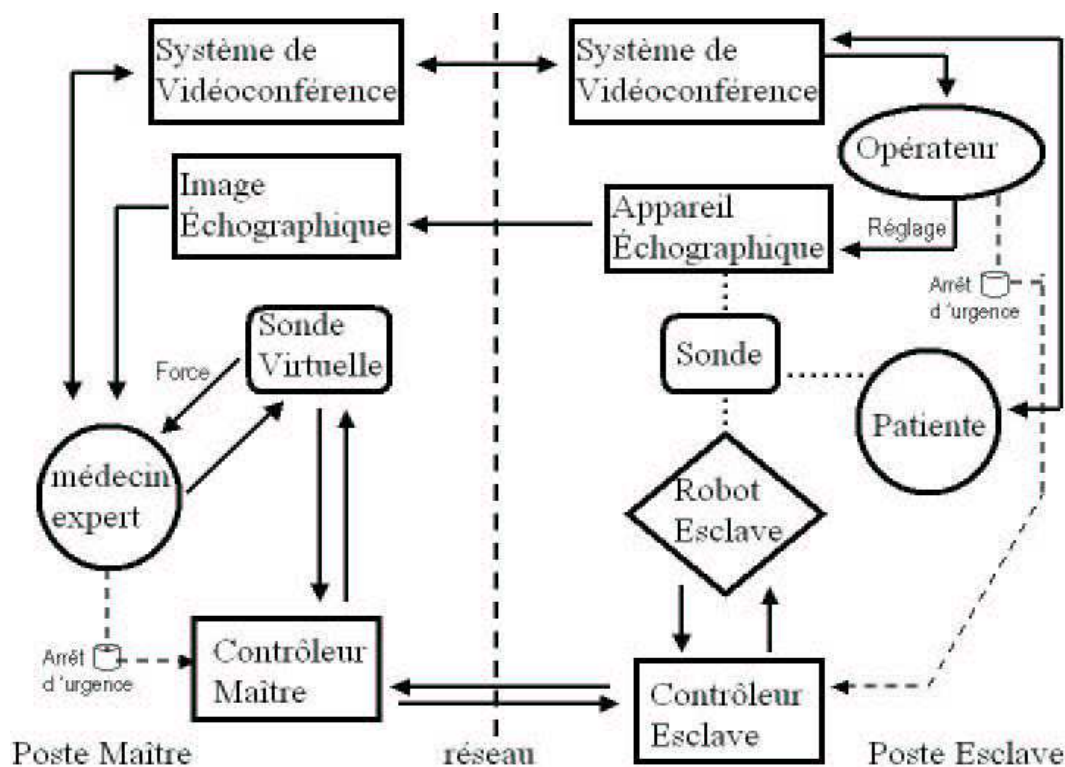 Système de
Vidéoconférence
Système de
Vidéoconférence
Opérateur
Image
Échographique
Appareil
Échographique
Réglage
Arrêt
d 'urgence
Sonde
Virtuelle
Force
Sonde
Patiente
médecin
expert
Robot
Esclave
Arrêt
d 'urgence
Contrôleur
Maître
Contrôleur
Esclave
Poste Maître
réseau
Poste Esclave